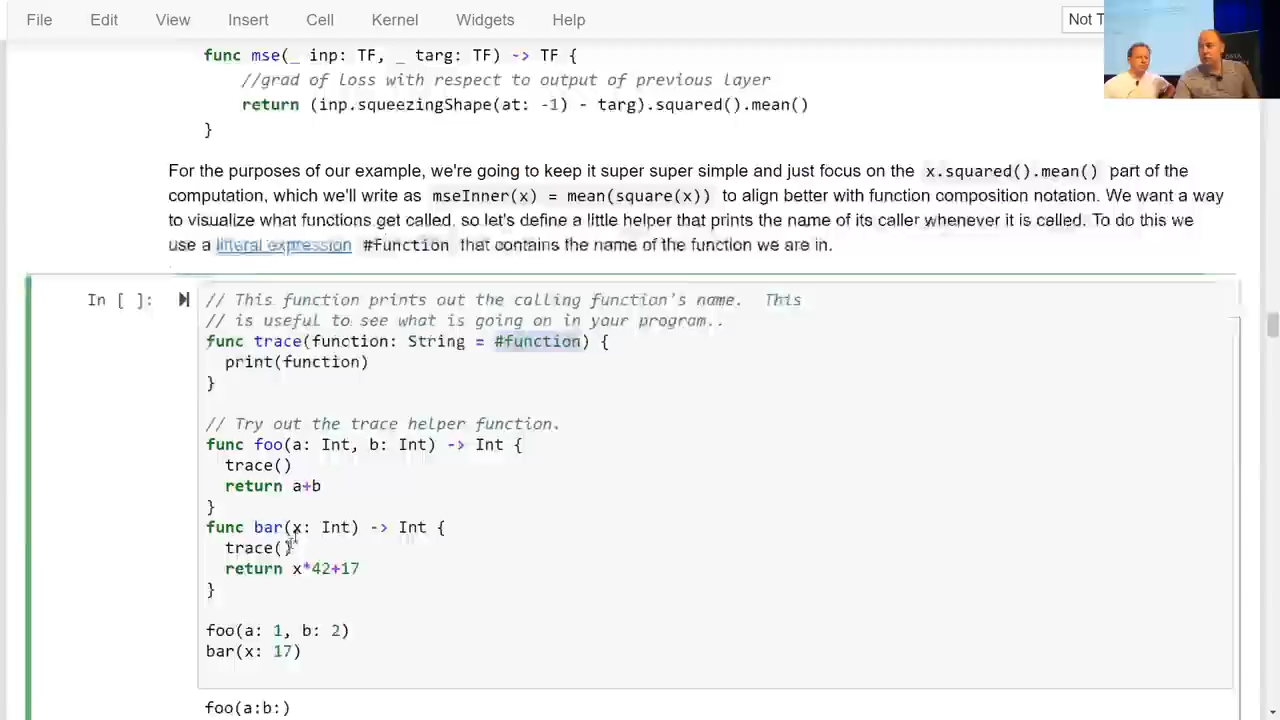 File Edit View Insert Cell Kernel Widgets Help Not T
func mse(_ inp: TF, _ targ: TF) -> TF {
//grad of loss with respect to output of previous layer
return (inp.squeezingShape(at: -1) - targ).squared().mean()
}
For the purposes of our example, we're going to keep it super super simple and just focus on the x.squared().mean() part of the
computation, which we'll write as mseInner(x) = mean(square(x)) to align better with function composition notation. We want a way
to visualize what functions get called, so let's define a little helper that prints the name of its caller whenever it is called. To do this we
use a literal expression #function that contains the name of the function we are in.
In [ ]:
// This function prints out the calling function's name. This
// is useful to see what is going on in your program..
func trace(function: String = #function) {
print(function)
}
// Try out the trace helper function.
func foo(a: Int, b: Int) -> Int {
trace()
return a+b
}
func bar(x: Int) -> Int {
trace()
return x*42+17
}
foo(a: 1, b: 2)
bar(x: 17)
foo(a:b:)